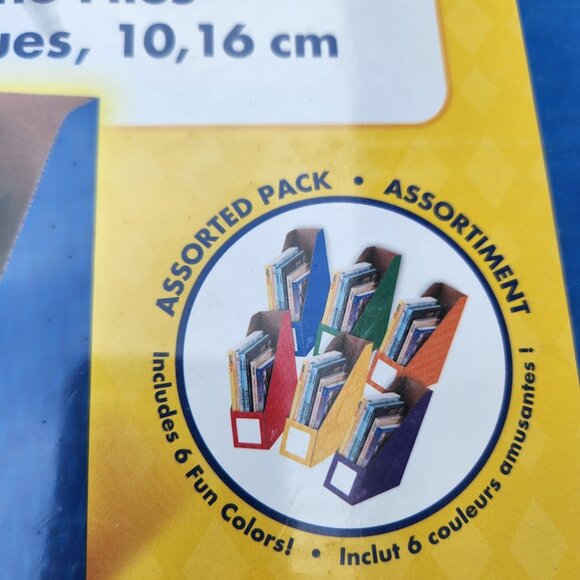 ues, 10,16 cm
ASSORTED PACK • ASSORTIMENT
Includes 6 Fun Colors! • Inclut 6 couleurs amusantes !